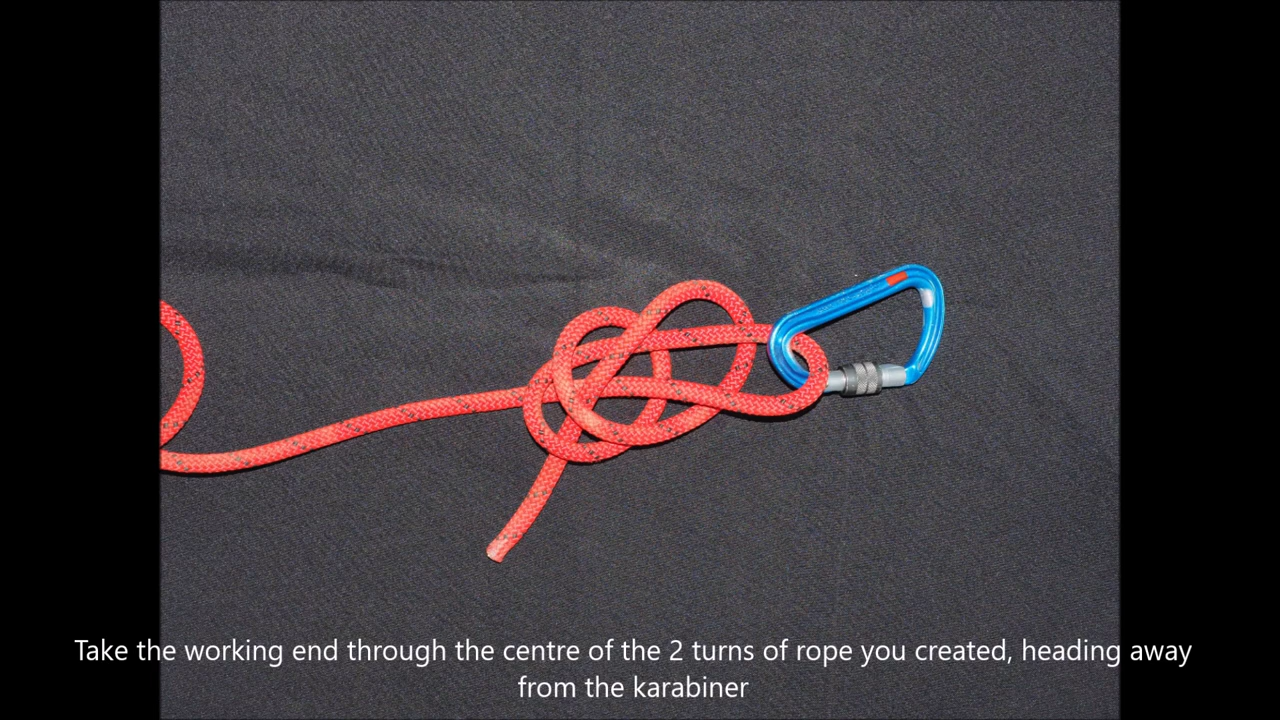 Take the working end through the centre of the 2 turns of rope you created, heading away
from the karabiner